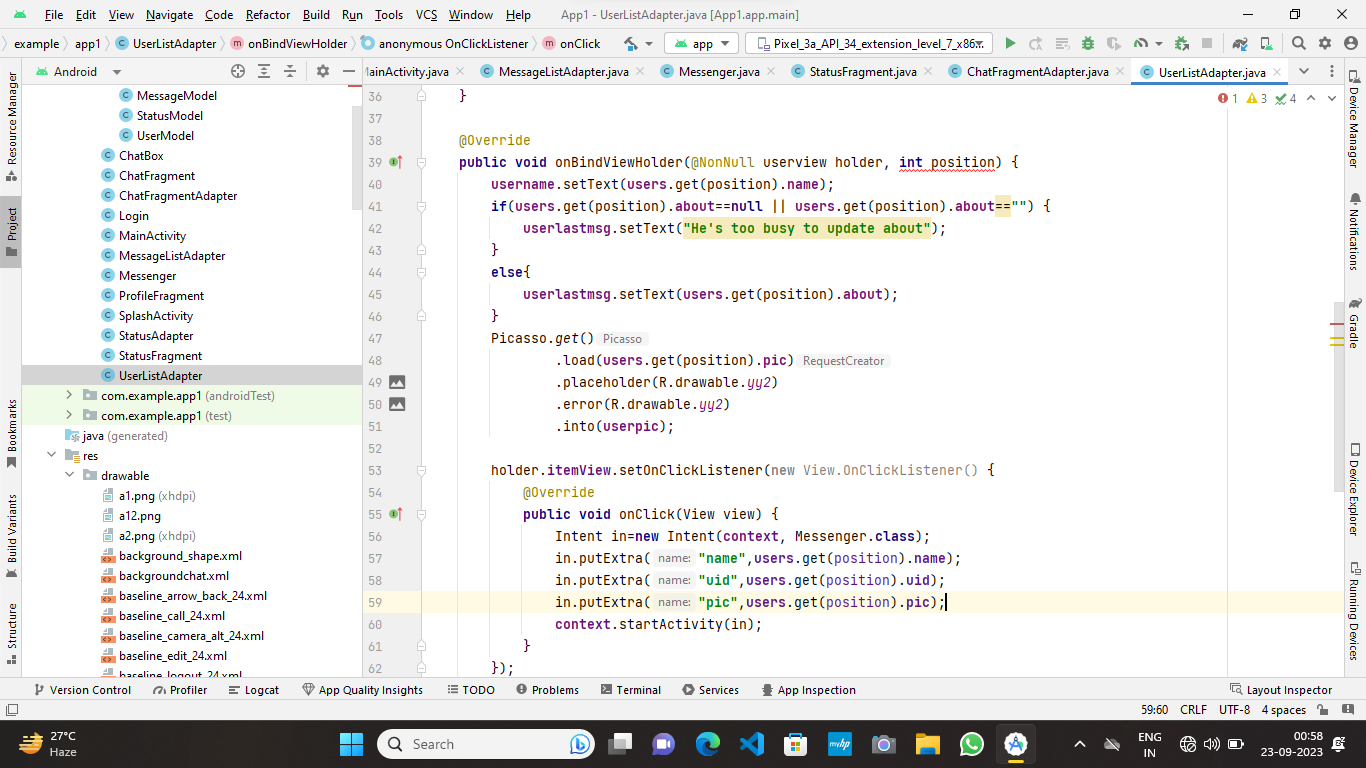 File Edit View Navigate Code Refactor Build Run Tools VCS Window Help App1 - UserListAdapter.java [App1.app.main]
example app1 UserListAdapter onBindViewHolder anonymous OnClickListener onClick app Pixel_3a_API_34_extension_level_7_x86...
Android
MainActivity.java MessageListAdapter.java Messenger.java StatusFragment.java ChatFragmentAdapter.java UserListAdapter.java
1 3 4
Resource Manager
Project
Bookmarks
Build Variants
Structure
MessageModel
StatusModel
UserModel
ChatBox
ChatFragment
ChatFragmentAdapter
Login
MainActivity
MessageListAdapter
Messenger
ProfileFragment
SplashActivity
StatusAdapter
StatusFragment
UserListAdapter
com.example.app1 (androidTest)
com.example.app1 (test)
java (generated)
res
drawable
a1.png (xhdpi)
a12.png
a2.png (xhdpi)
background_shape.xml
backgroundchat.xml
baseline_arrow_back_24.xml
baseline_call_24.xml
baseline_camera_alt_24.xml
baseline_edit_24.xml
baseline_logout_24.xml
36 }
37
38 @Override
39 public void onBindViewHolder(@NonNull userview holder, int position) {
40 username.setText(users.get(position).name);
41 if(users.get(position).about==null || users.get(position).about=="") {
42 userlastmsg.setText("He's too busy to update about");
43 }
44 else{
45 userlastmsg.setText(users.get(position).about);
46 }
47 Picasso.get() Picasso
48 .load(users.get(position).pic) RequestCreator
49 .placeholder(R.drawable.yy2)
50 .error(R.drawable.yy2)
51 .into(userpic);
52
53 holder.itemView.setOnClickListener(new View.OnClickListener() {
54 @Override
55 public void onClick(View view) {
56 Intent in=new Intent(context, Messenger.class);
57 in.putExtra( name: "name",users.get(position).name);
58 in.putExtra( name: "uid",users.get(position).uid);
59 in.putExtra( name: "pic",users.get(position).pic);
60 context.startActivity(in);
61 }
62 });
Device Manager
Notifications
Gradle
Device Explorer
Running Devices
Version Control Profiler Logcat App Quality Insights TODO Problems Terminal Services App Inspection Layout Inspector
59:60 CRLF UTF-8 4 spaces
27°C
Haze
Search
myhp
ENG
IN
00:58
23-09-2023